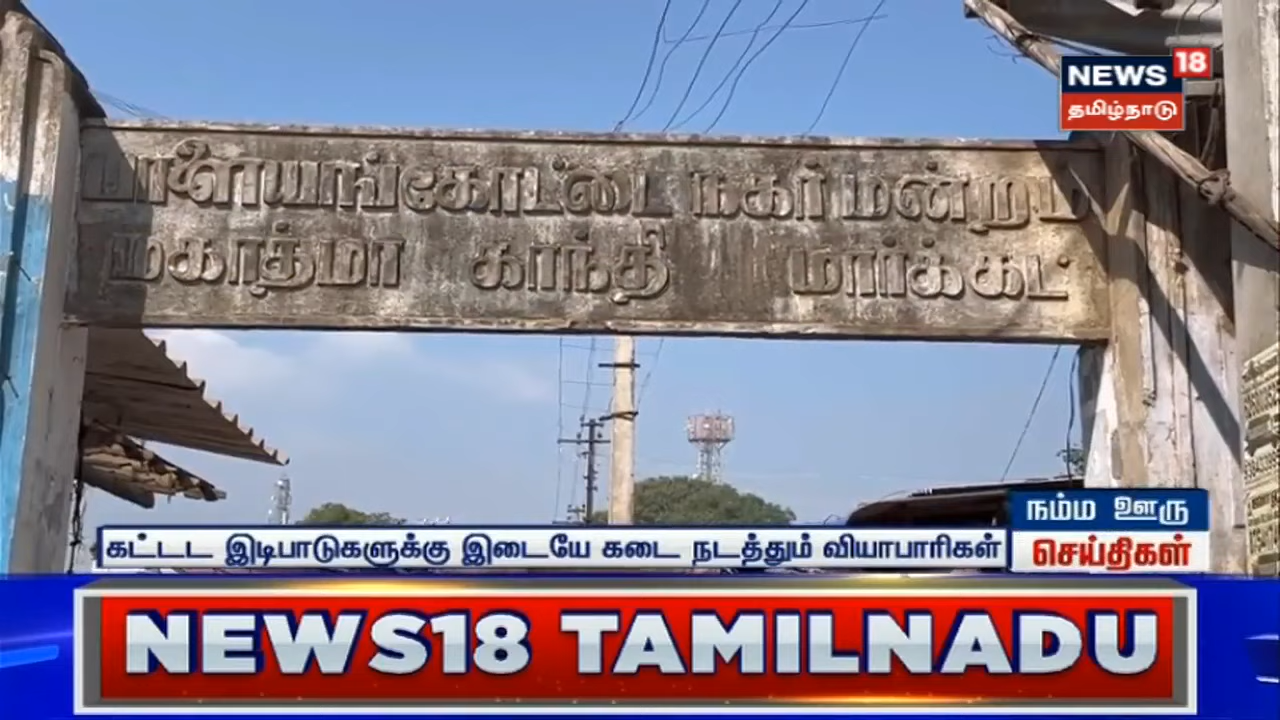 NEWS 18
தமிழ்நாடு
பாளையங்கோட்டை நகர் மன்றம்
மகாத்மா காந்தி மார்க்கட்
நம்ம ஊரு
கட்டட இடிபாடுகளுக்கு இடையே கடை நடத்தும் வியாபாரிகள்
செய்திகள்
NEWS18 TAMILNADU